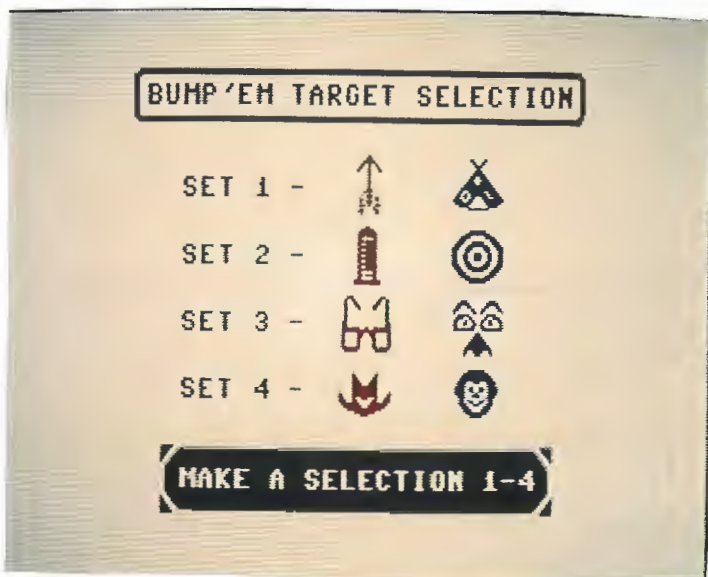 BUMP'EM TARGET SELECTION
SET 1 -
SET 2 -
SET 3 -
SET 4 -
MAKE A SELECTION 1-4